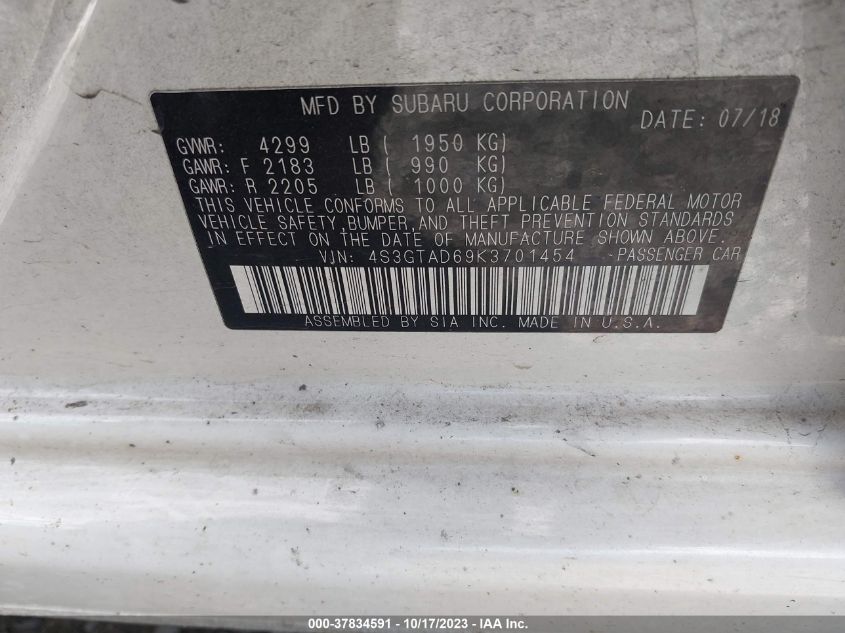 MFD BY SUBARU CORPORATION
DATE: 07/18
GVWR: 4299 LB ( 1950 KG)
GAWR: F 2183 LB ( 990 KG)
GAWR: R 2205 LB ( 1000 KG)
THIS VEHICLE CONFORMS TO ALL APPLICABLE FEDERAL MOTOR
VEHICLE SAFETY,BUMPER,AND THEFT PREVENTION STANDARDS
IN EFFECT ON THE DATE OF MANUFACTURE SHOWN ABOVE.
VIN: 4S3GTAD69K3701454 PASSENGER CAR
ASSEMBLED BY SIA INC. MADE IN U.S.A.
000-37834591 - 10/17/2023 - IAA Inc.